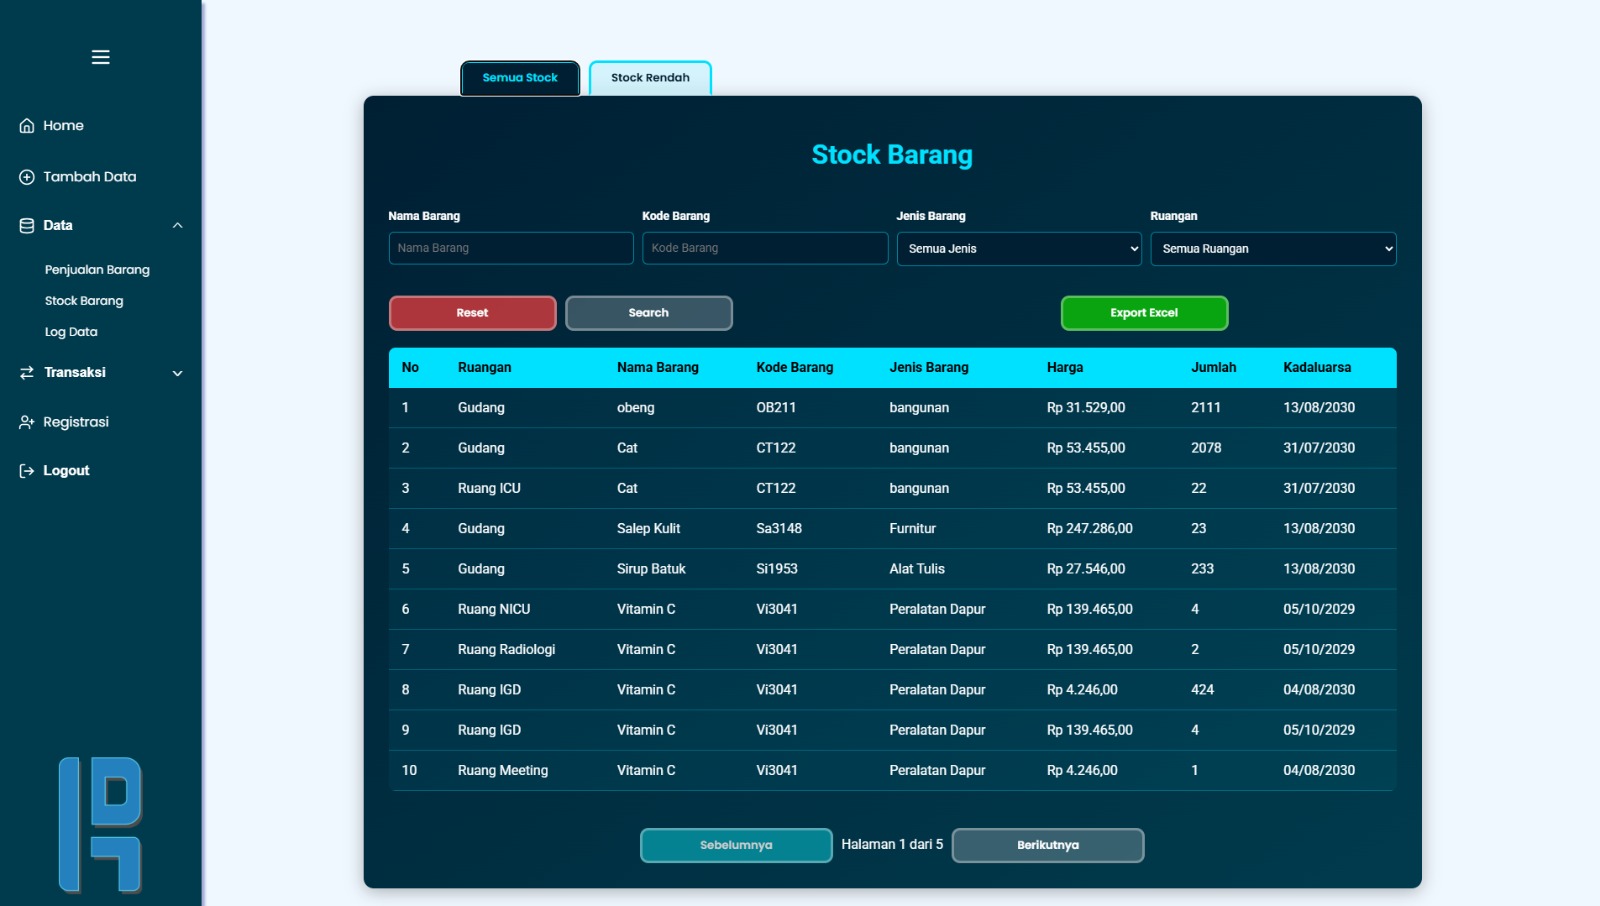 Home
Tambah Data
Data
Penjualan Barang
Stock Barang
Log Data
Transaksi
Registrasi
Logout
Semua Stock Stock Rendah
Stock Barang
Nama Barang Kode Barang Jenis Barang Ruangan
Nama Barang Kode Barang Semua Jenis Semua Ruangan
Reset Search Export Excel
No Ruangan Nama Barang Kode Barang Jenis Barang Harga Jumlah Kadaluarsa
1 Gudang obeng OB211 bangunan Rp 31.529,00 2111 13/08/2030
2 Gudang Cat CT122 bangunan Rp 53.455,00 2078 31/07/2030
3 Ruang ICU Cat CT122 bangunan Rp 53.455,00 22 31/07/2030
4 Gudang Salep Kulit Sa3148 Furnitur Rp 247.286,00 23 13/08/2030
5 Gudang Sirup Batuk Si1953 Alat Tulis Rp 27.546,00 233 13/08/2030
6 Ruang NICU Vitamin C Vi3041 Peralatan Dapur Rp 139.465,00 4 05/10/2029
7 Ruang Radiologi Vitamin C Vi3041 Peralatan Dapur Rp 139.465,00 2 05/10/2029
8 Ruang IGD Vitamin C Vi3041 Peralatan Dapur Rp 4.246,00 424 04/08/2030
9 Ruang IGD Vitamin C Vi3041 Peralatan Dapur Rp 139.465,00 4 05/10/2029
10 Ruang Meeting Vitamin C Vi3041 Peralatan Dapur Rp 4.246,00 1 04/08/2030
Sebelumnya Halaman 1 dari 5 Berikutnya